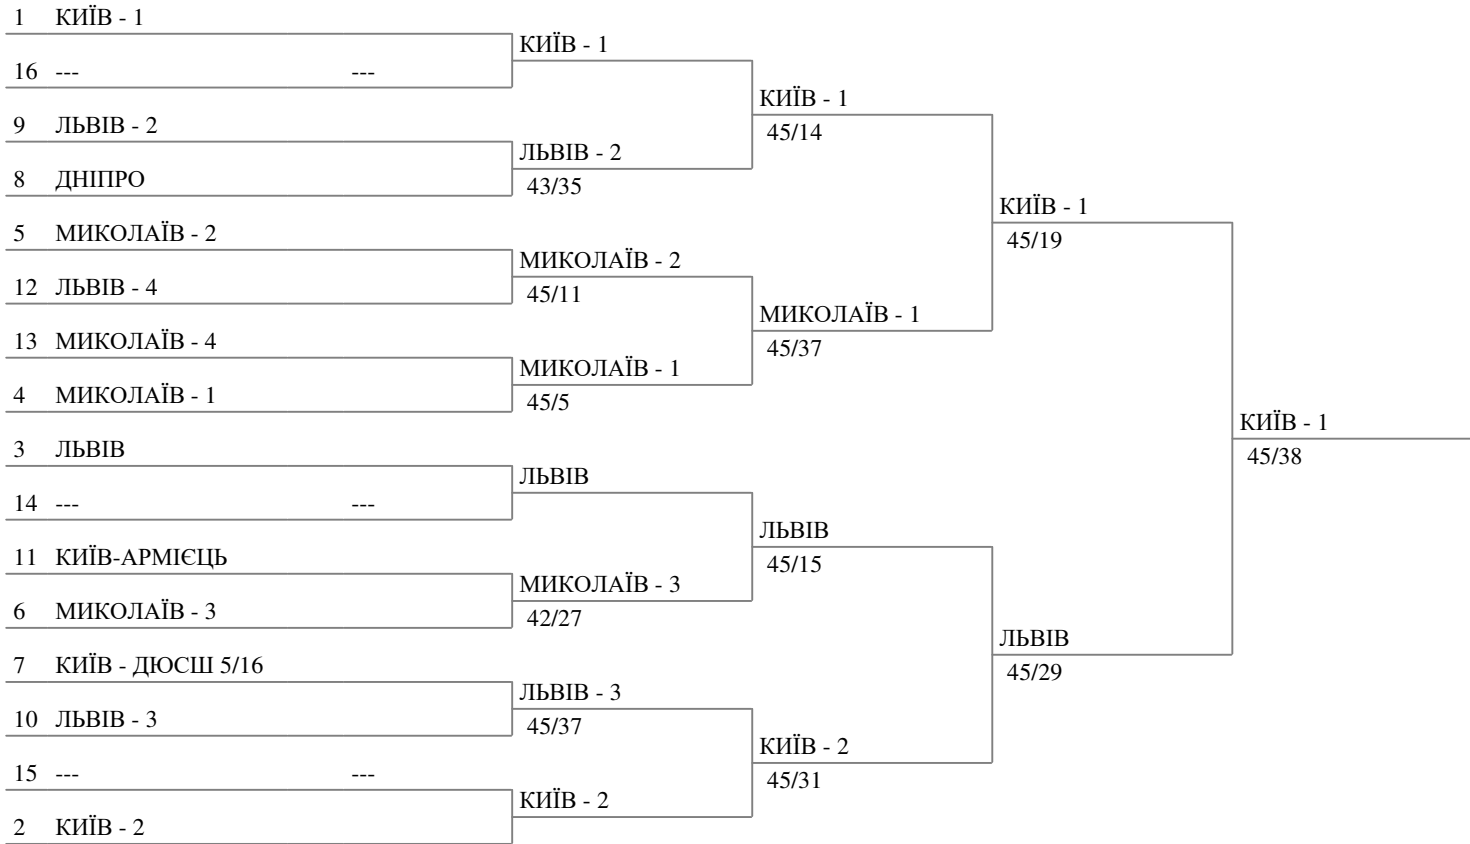 1 КИЇВ - 1
КИЇВ - 1
16 --- ---
КИЇВ - 1
45/14
9 ЛЬВІВ - 2
ЛЬВІВ - 2
43/35
8 ДНІПРО
КИЇВ - 1
45/19
5 МИКОЛАЇВ - 2
МИКОЛАЇВ - 2
45/11
12 ЛЬВІВ - 4
МИКОЛАЇВ - 1
45/37
13 МИКОЛАЇВ - 4
МИКОЛАЇВ - 1
45/5
4 МИКОЛАЇВ - 1
КИЇВ - 1
45/38
3 ЛЬВІВ
ЛЬВІВ
14 --- ---
ЛЬВІВ
45/15
11 КИЇВ-АРМІЄЦЬ
МИКОЛАЇВ - 3
42/27
6 МИКОЛАЇВ - 3
ЛЬВІВ
45/29
7 КИЇВ - ДЮСШ 5/16
ЛЬВІВ - 3
45/37
10 ЛЬВІВ - 3
КИЇВ - 2
45/31
15 --- ---
КИЇВ - 2
2 КИЇВ - 2